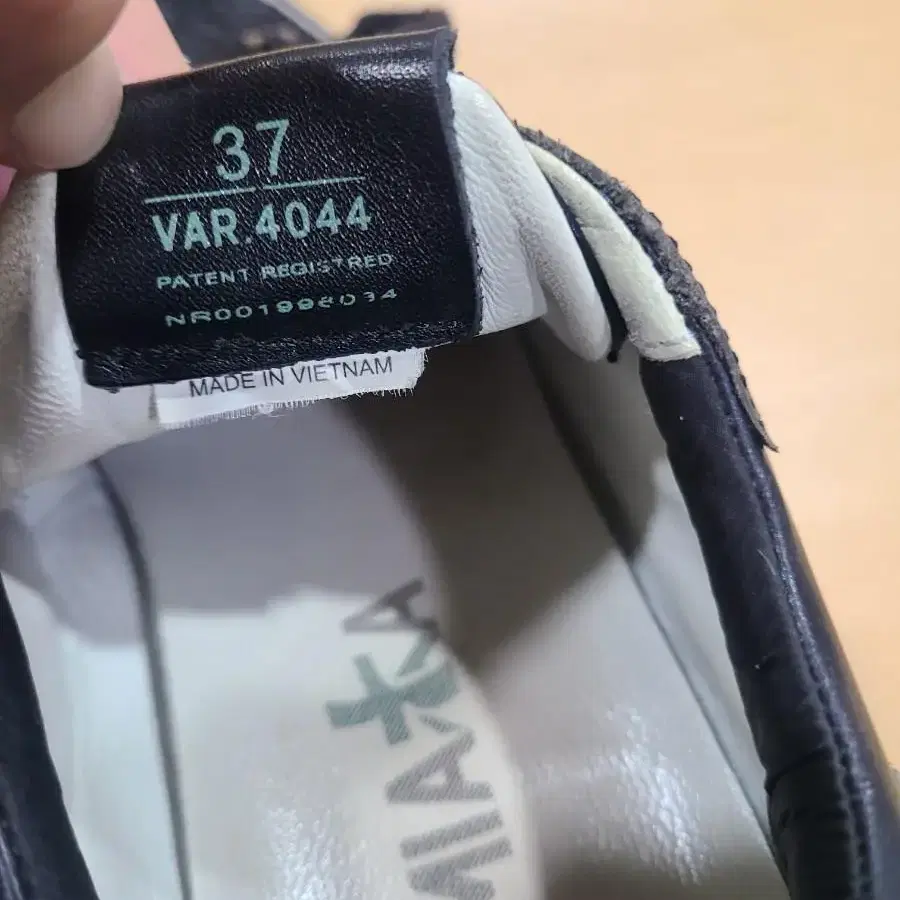 37
VAR.4044
PATENT REGISTRED
NR001998034
MADE IN VIETNAM